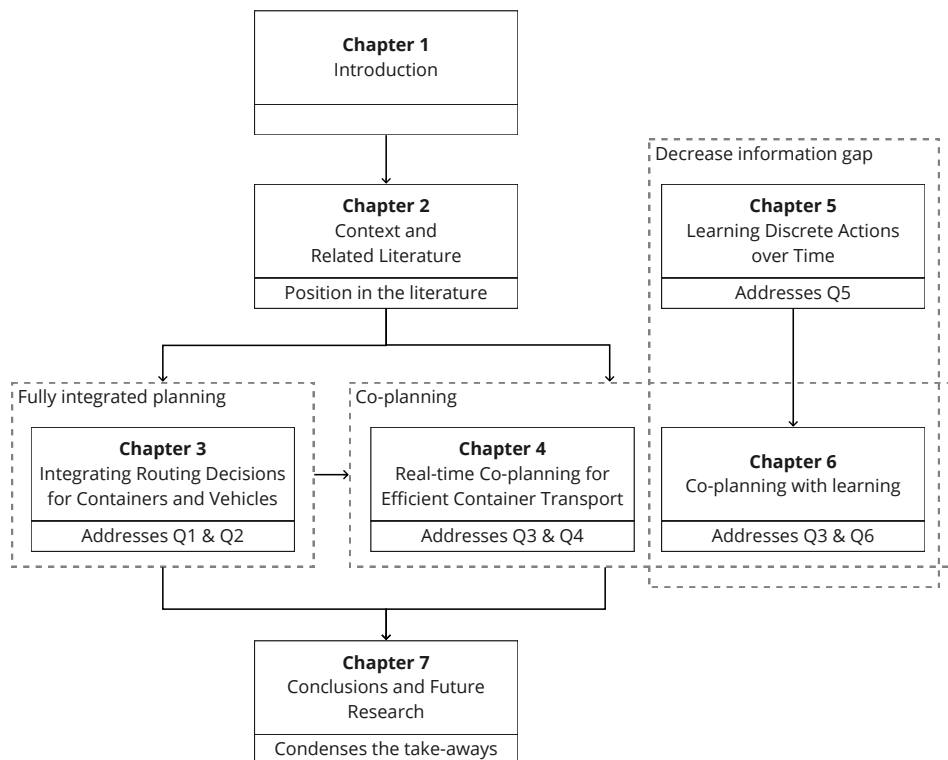 Chapter 1
Introduction
Decrease information gap
Chapter 2
Context and
Related Literature
Position in the literature
Chapter 5
Learning Discrete Actions
over Time
Addresses Q5
Fully integrated planning
Chapter 3
Integrating Routing Decisions
for Containers and Vehicles
Addresses Q1 & Q2
Co-planning
Chapter 4
Real-time Co-planning for
Efficient Container Transport
Addresses Q3 & Q4
Chapter 6
Co-planning with learning
Addresses Q3 & Q6
Chapter 7
Conclusions and Future
Research
Condenses the take-aways